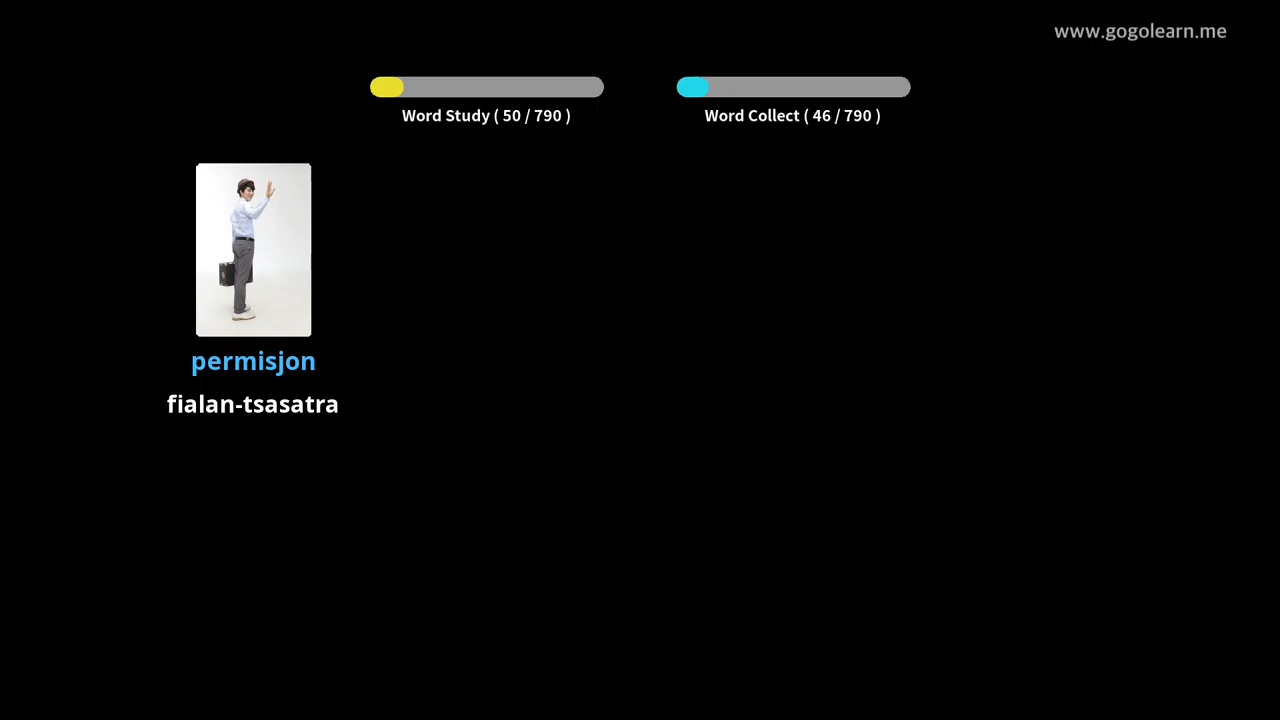 www.gogolearn.me
Word Study ( 50 / 790 )
Word Collect ( 46 / 790 )
permisjon
fialan-tsasatra